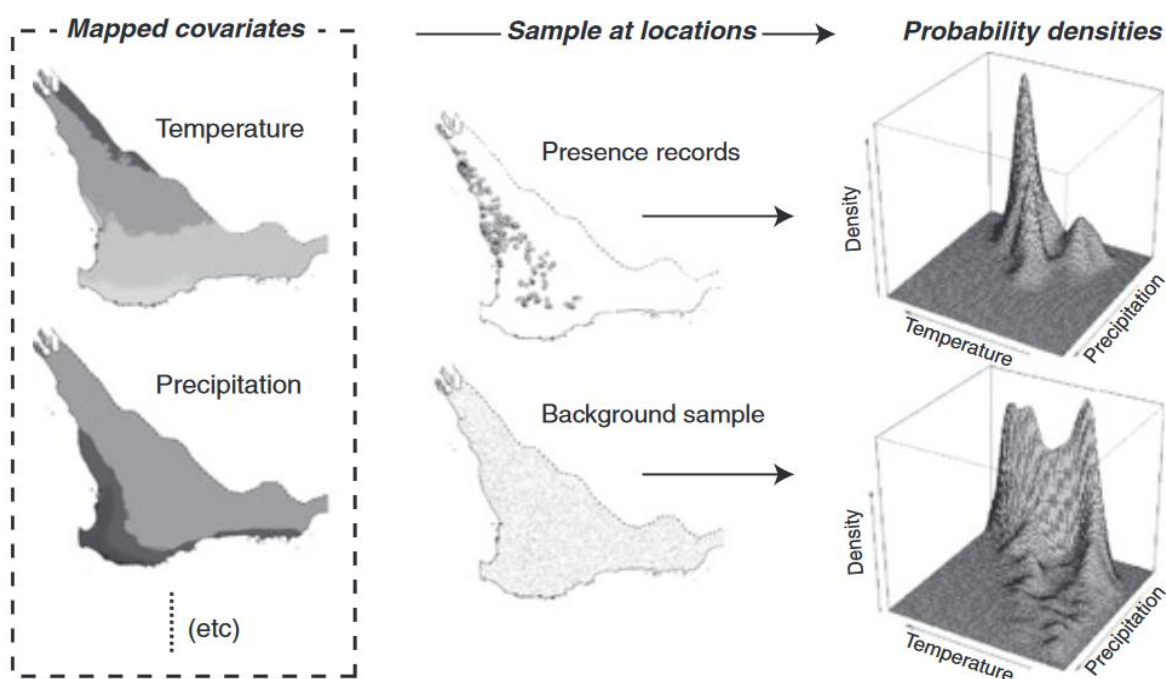 Mapped covariates
Sample at locations
Probability densities
Temperature
Presence records
Density
Temperature
Precipitation
Precipitation
Background sample
Density
Temperature
Precipitation
(etc)